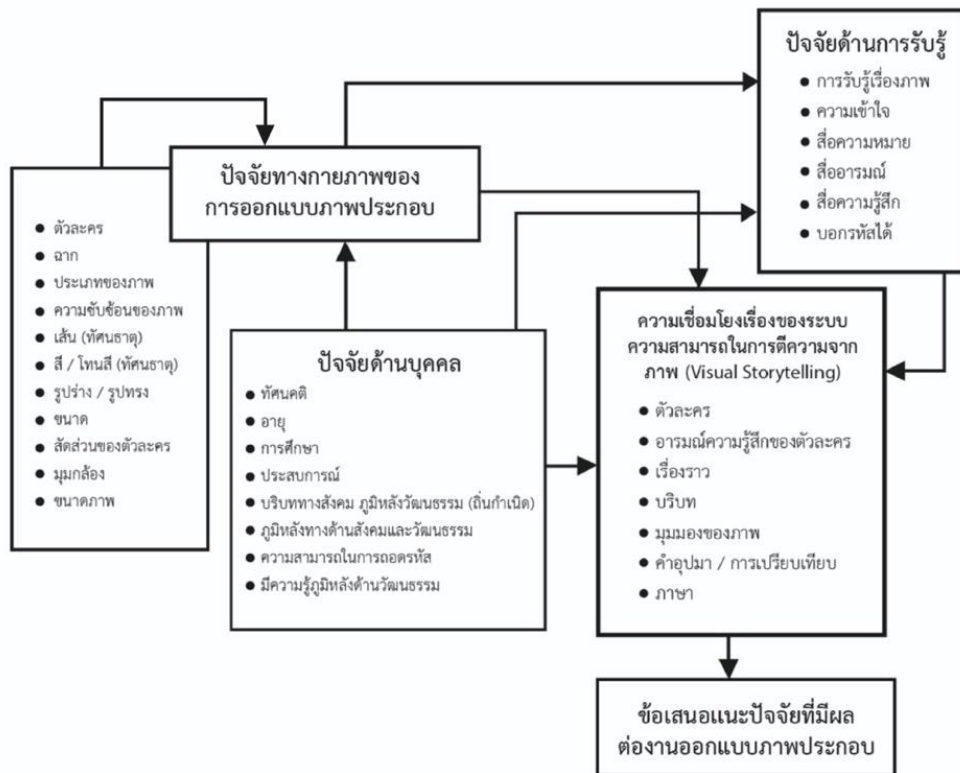 ปัจจัยทางกายภาพของ
การออกแบบภาพประกอบ
● ตัวละคร
● ฉาก
● ประเภทของภาพ
● ความซับซ้อนของภาพ
● เส้น (ทัศนธาตุ)
● สี / โทนสี (ทัศนธาตุ)
● รูปร่าง / รูปทรง
● ขนาด
● สัดส่วนของตัวละคร
● มุมกล้อง
● ขนาดภาพ
ปัจจัยด้านบุคคล
● ทัศนคติ
● อายุ
● การศึกษา
● ประสบการณ์
● บริบททางสังคม ภูมิหลังวัฒนธรรม (ถิ่นกำเนิด)
● ภูมิหลังทางด้านสังคมและวัฒนธรรม
● ความสามารถในการถอดรหัส
● มีความรู้ภูมิหลังด้านวัฒนธรรม
ปัจจัยด้านการรับรู้
● การรับรู้เรื่องภาพ
● ความเข้าใจ
● สื่อความหมาย
● สื่ออารมณ์
● สื่อความรู้สึก
● บอกรหัสได้
ความเชื่อมโยงเรื่องของระบบ
ความสามารถในการตีความจาก
ภาพ (Visual Storytelling)
● ตัวละคร
● อารมณ์ความรู้สึกของตัวละคร
● เรื่องราว
● บริบท
● มุมมองของภาพ
● คำอุปมา / การเปรียบเทียบ
● ภาษา
ข้อเสนอแนะปัจจัยที่มีผล
ต่องานออกแบบภาพประกอบ